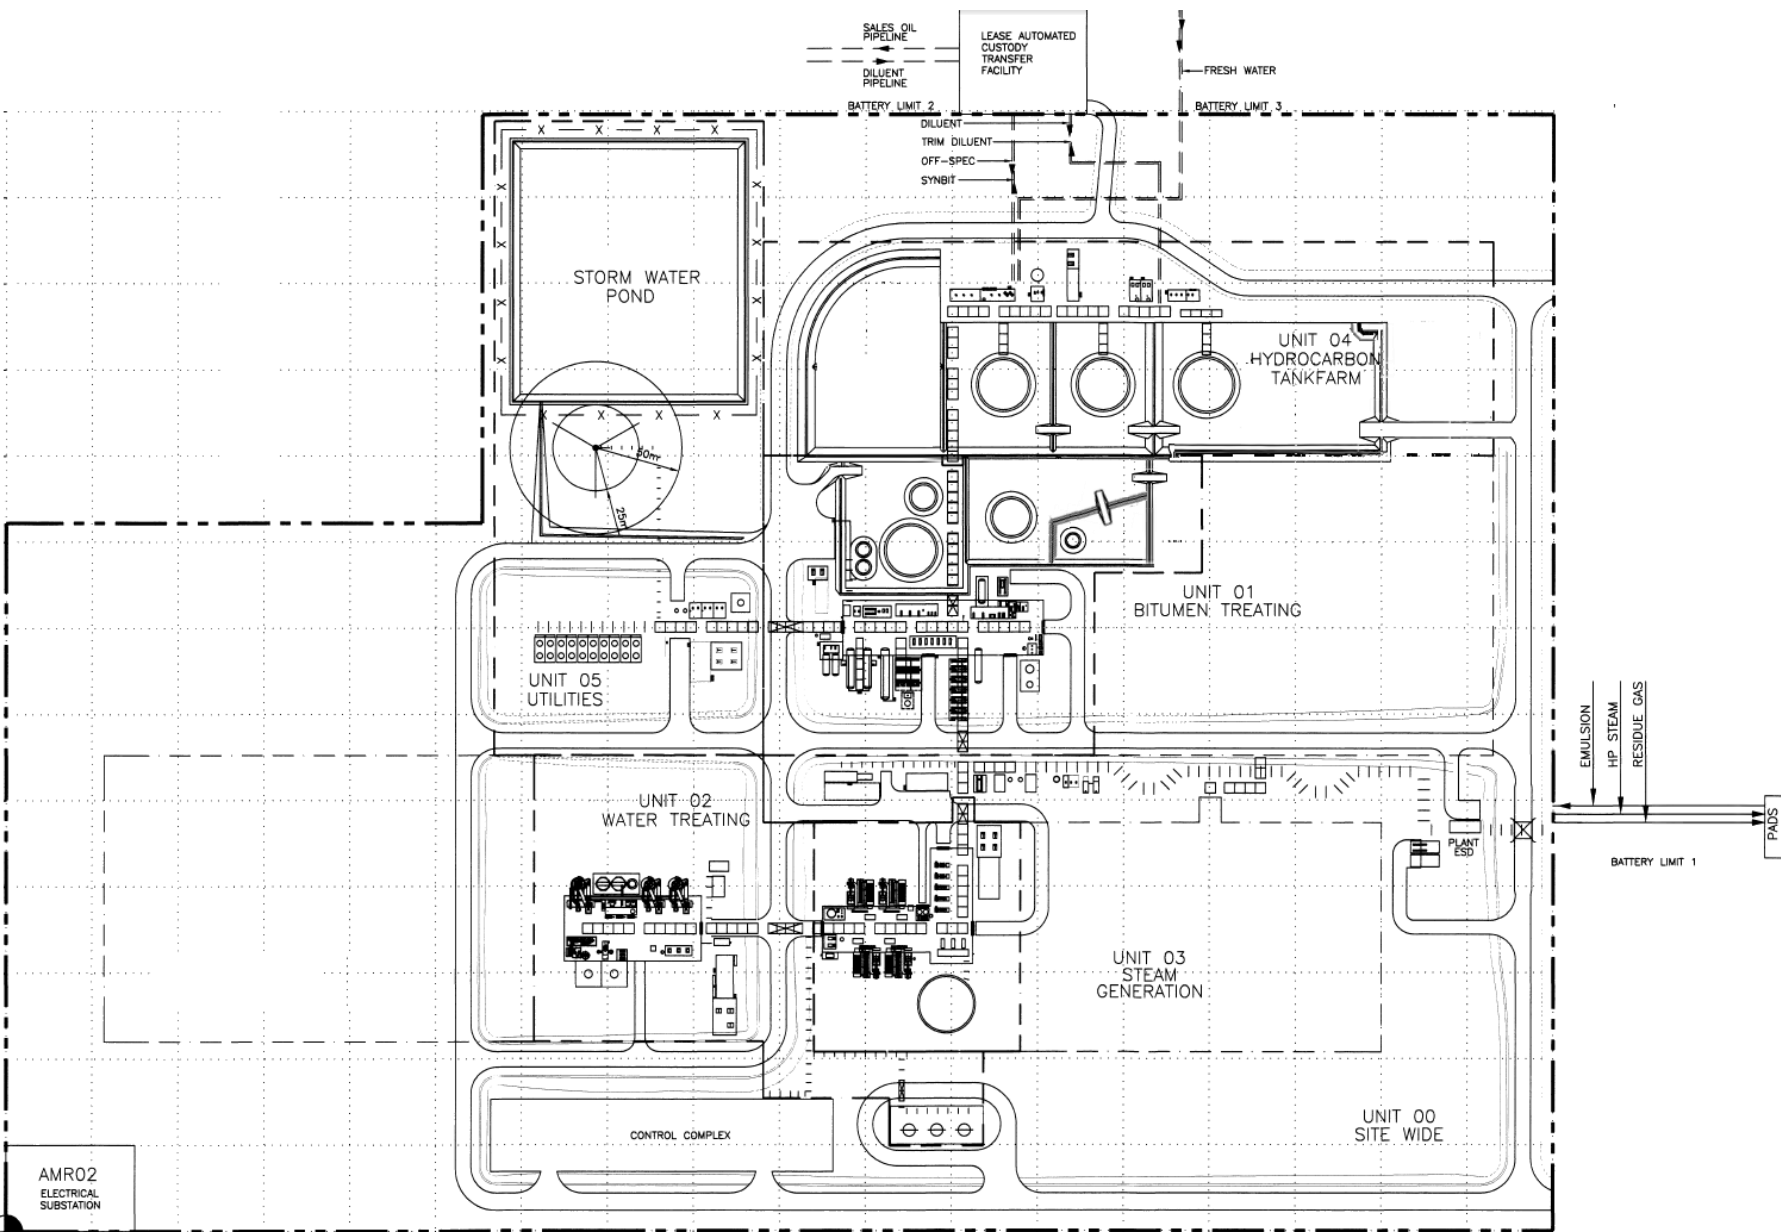 SALES OIL
PIPELINE
DILUENT
PIPELINE
LEASE AUTOMATED
CUSTODY
TRANSFER
FACILITY
FRESH WATER
BATTERY LIMIT 2
BATTERY LIMIT 3
DILUENT
TRIM DILUENT
OFF-SPEC
SYNBIT
STORM WATER
POND
UNIT 04
HYDROCARBON
TANKFARM
50m
25m
UNIT 01
BITUMEN TREATING
UNIT 05
UTILITIES
EMULSION
HP STEAM
RESIDUE GAS
UNIT 02
WATER TREATING
PLANT
ESD
PADS
BATTERY LIMIT 1
UNIT 03
STEAM
GENERATION
UNIT 00
SITE WIDE
CONTROL COMPLEX
AMR02
ELECTRICAL
SUBSTATION